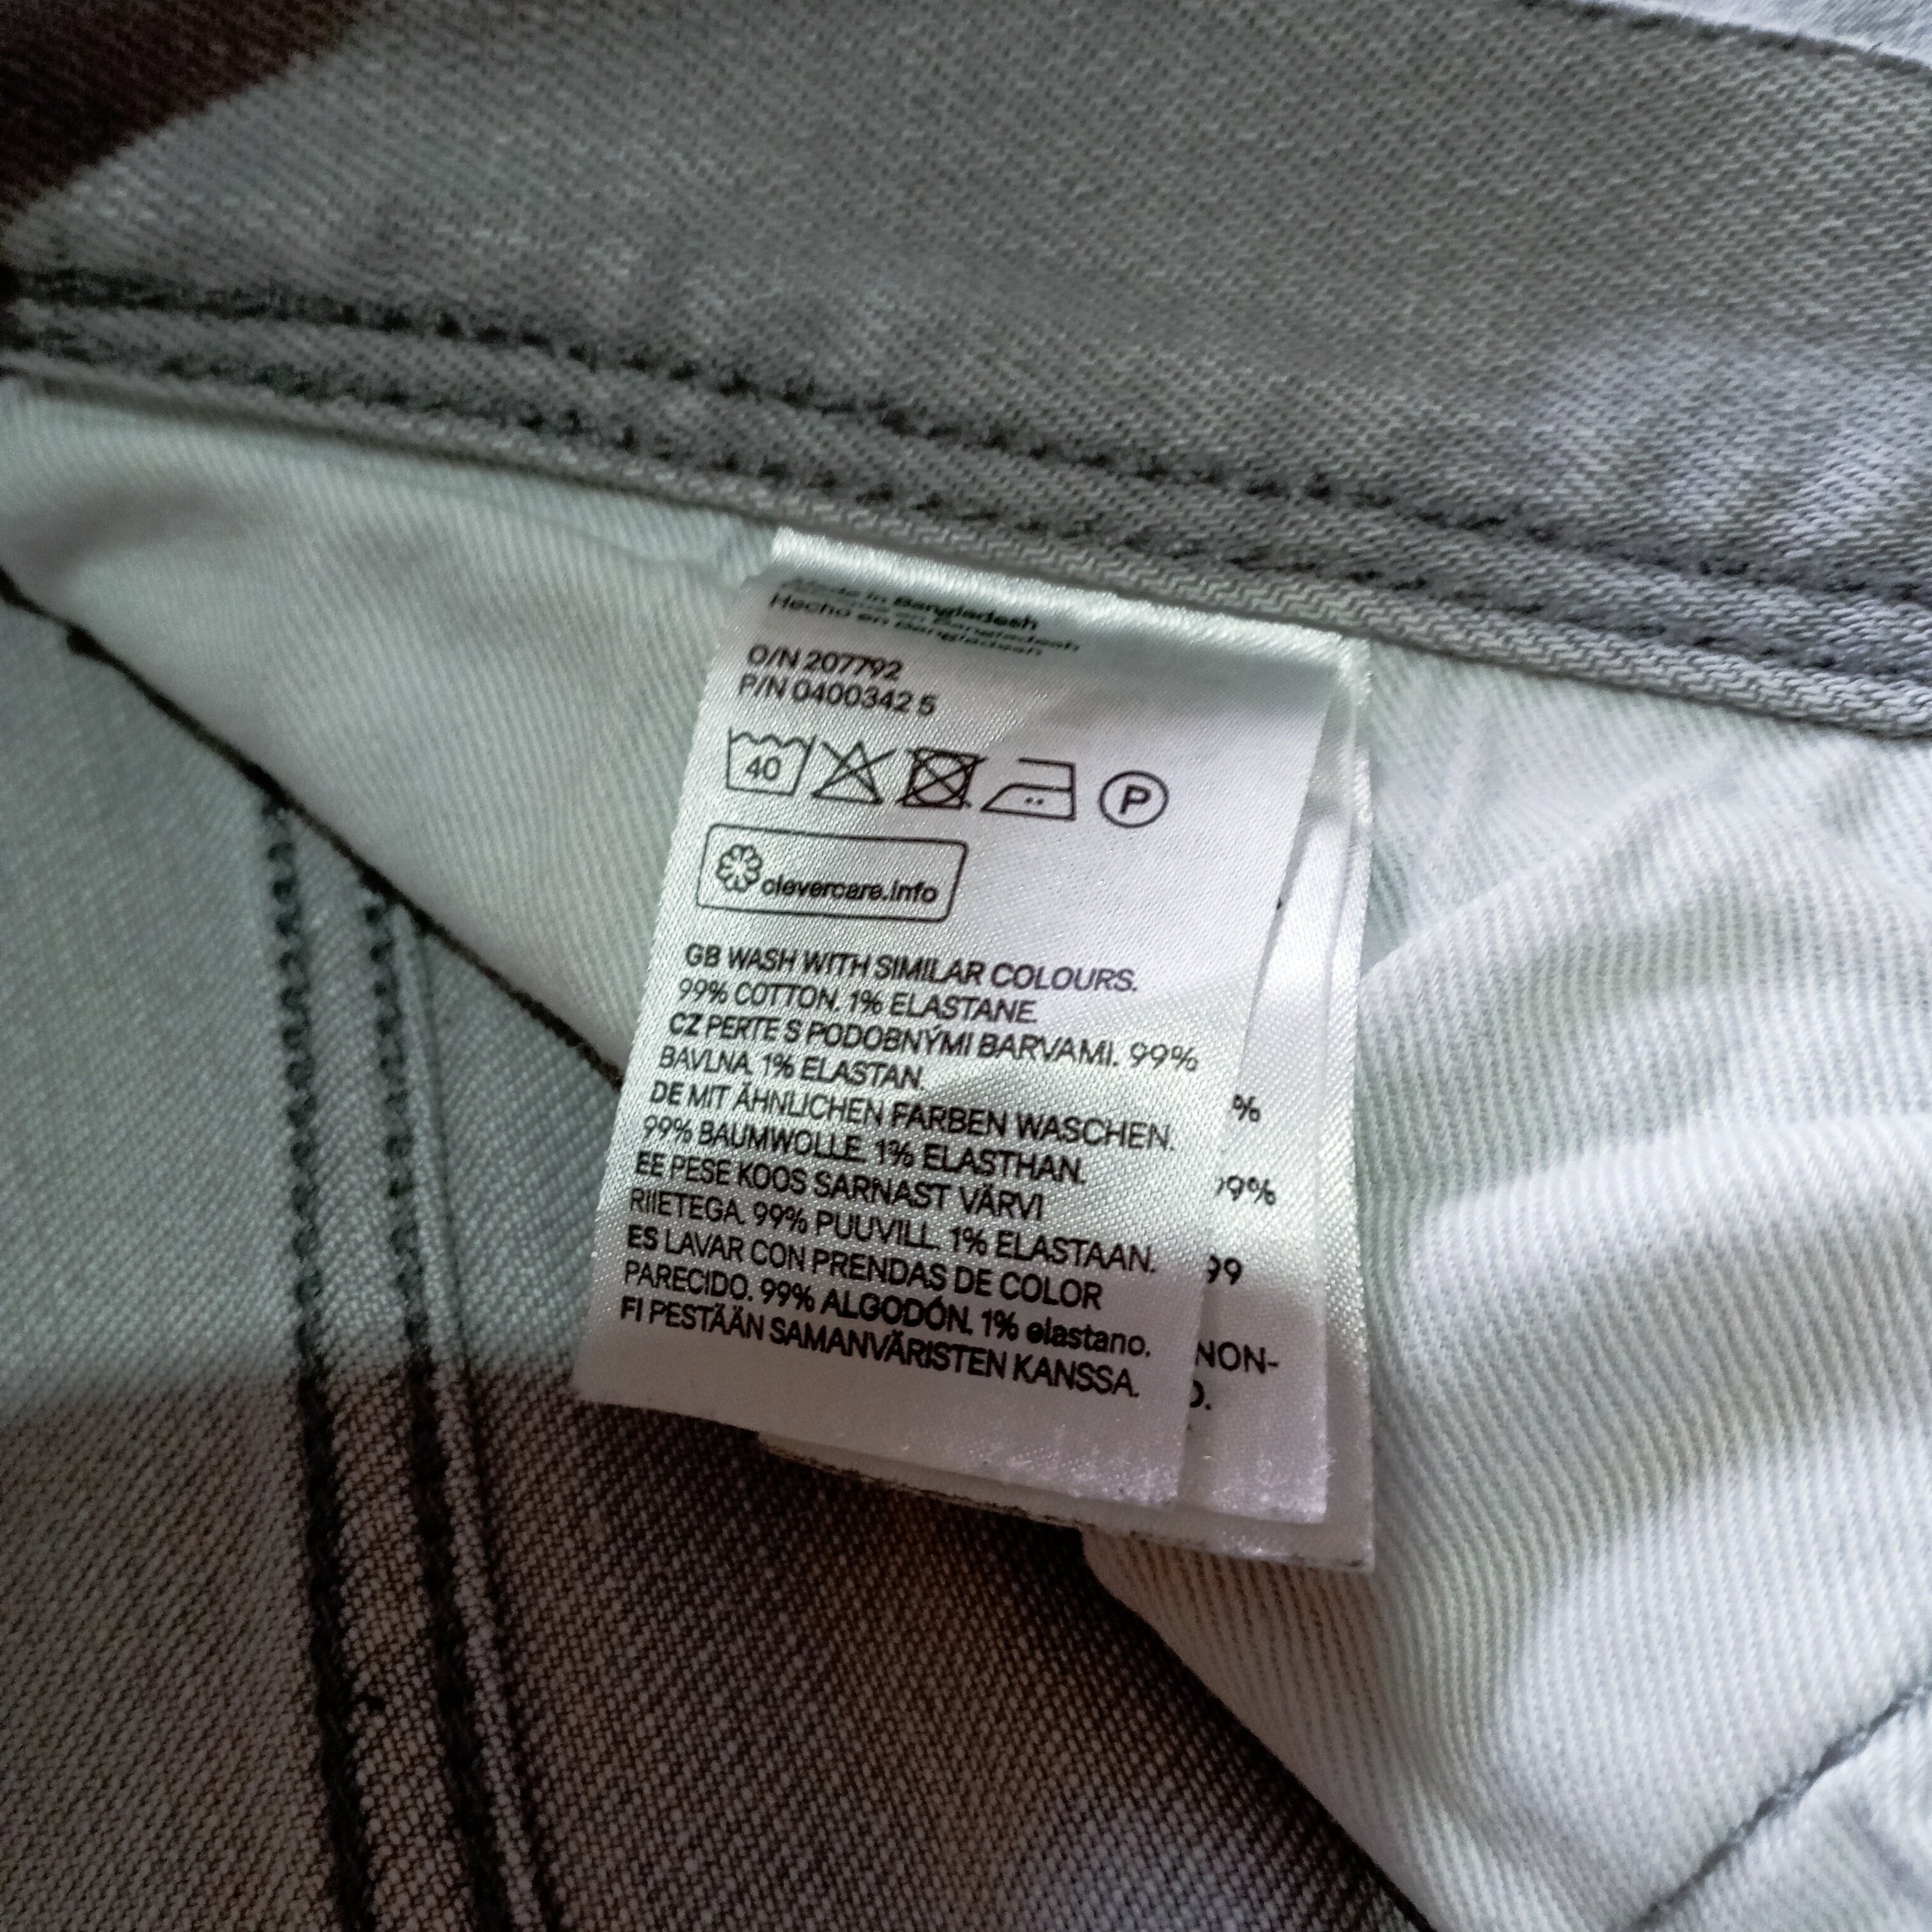 Made in Bangladesh
Hecho en Bangladesh
O/N 207792
P/N 0400342 5
40
P
clevercare.info
GB WASH WITH SIMILAR COLOURS.
99% COTTON. 1% ELASTANE.
CZ PERTE S PODOBNÝMI BARVAMI. 99%
BAVLNA. 1% ELASTAN.
DE MIT ÄHNLICHEN FARBEN WASCHEN.
99% BAUMWOLLE. 1% ELASTHAN.
EE PESE KOOS SARNAST VÄRVI
RIIETEGA. 99% PUUVILL. 1% ELASTAAN.
ES LAVAR CON PRENDAS DE COLOR
PARECIDO. 99% ALGODÓN. 1% elastano.
FI PESTÄÄN SAMANVÄRISTEN KANSSA.
%
99%
99
NON-